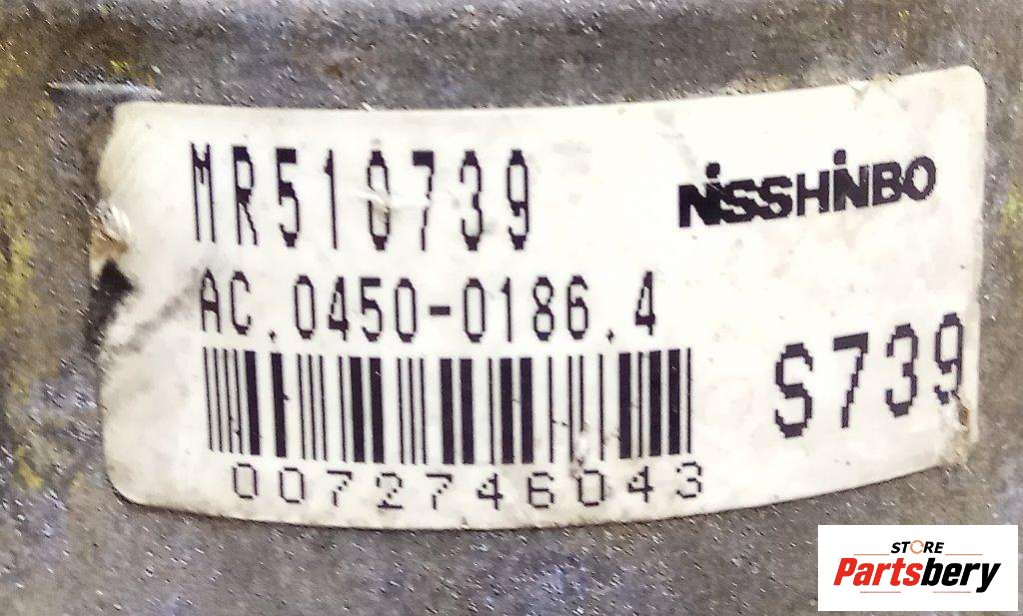 MR510739
NISSHINBO
AC.0450-0186.4
S739
0072746043
STORE
Partsbery